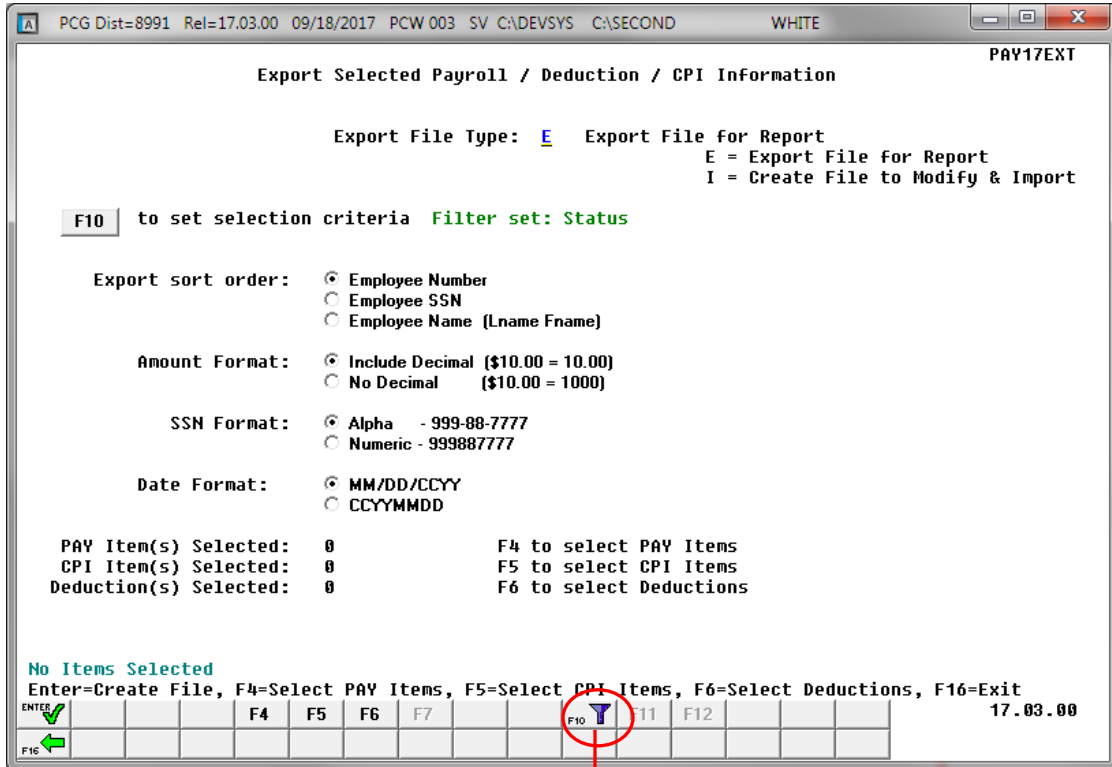 PCG Dist=8991 Rel=17.03.00 09/18/2017 PCW 003 SV C:\DEVSYS C:\SECOND WHITE
PAY17EXT
Export Selected Payroll / Deduction / CPI Information
Export File Type: E Export File for Report
E = Export File for Report
I = Create File to Modify & Import
F10 to set selection criteria Filter set: Status
Export sort order: Employee Number
Employee SSN
Employee Name (Lname Fname)
Amount Format: Include Decimal ($10.00 = 10.00)
No Decimal ($10.00 = 1000)
SSN Format: Alpha - 999-88-7777
Numeric - 999887777
Date Format: MM/DD/CCYY
CCYYMMDD
PAY Item(s) Selected: 0 F4 to select PAY Items
CPI Item(s) Selected: 0 F5 to select CPI Items
Deduction(s) Selected: 0 F6 to select Deductions
No Items Selected
Enter=Create File, F4=Select PAY Items, F5=Select CPI Items, F6=Select Deductions, F16=Exit
ENTER F4 F5 F6 F7 F10 F11 F12 17.03.00
F16